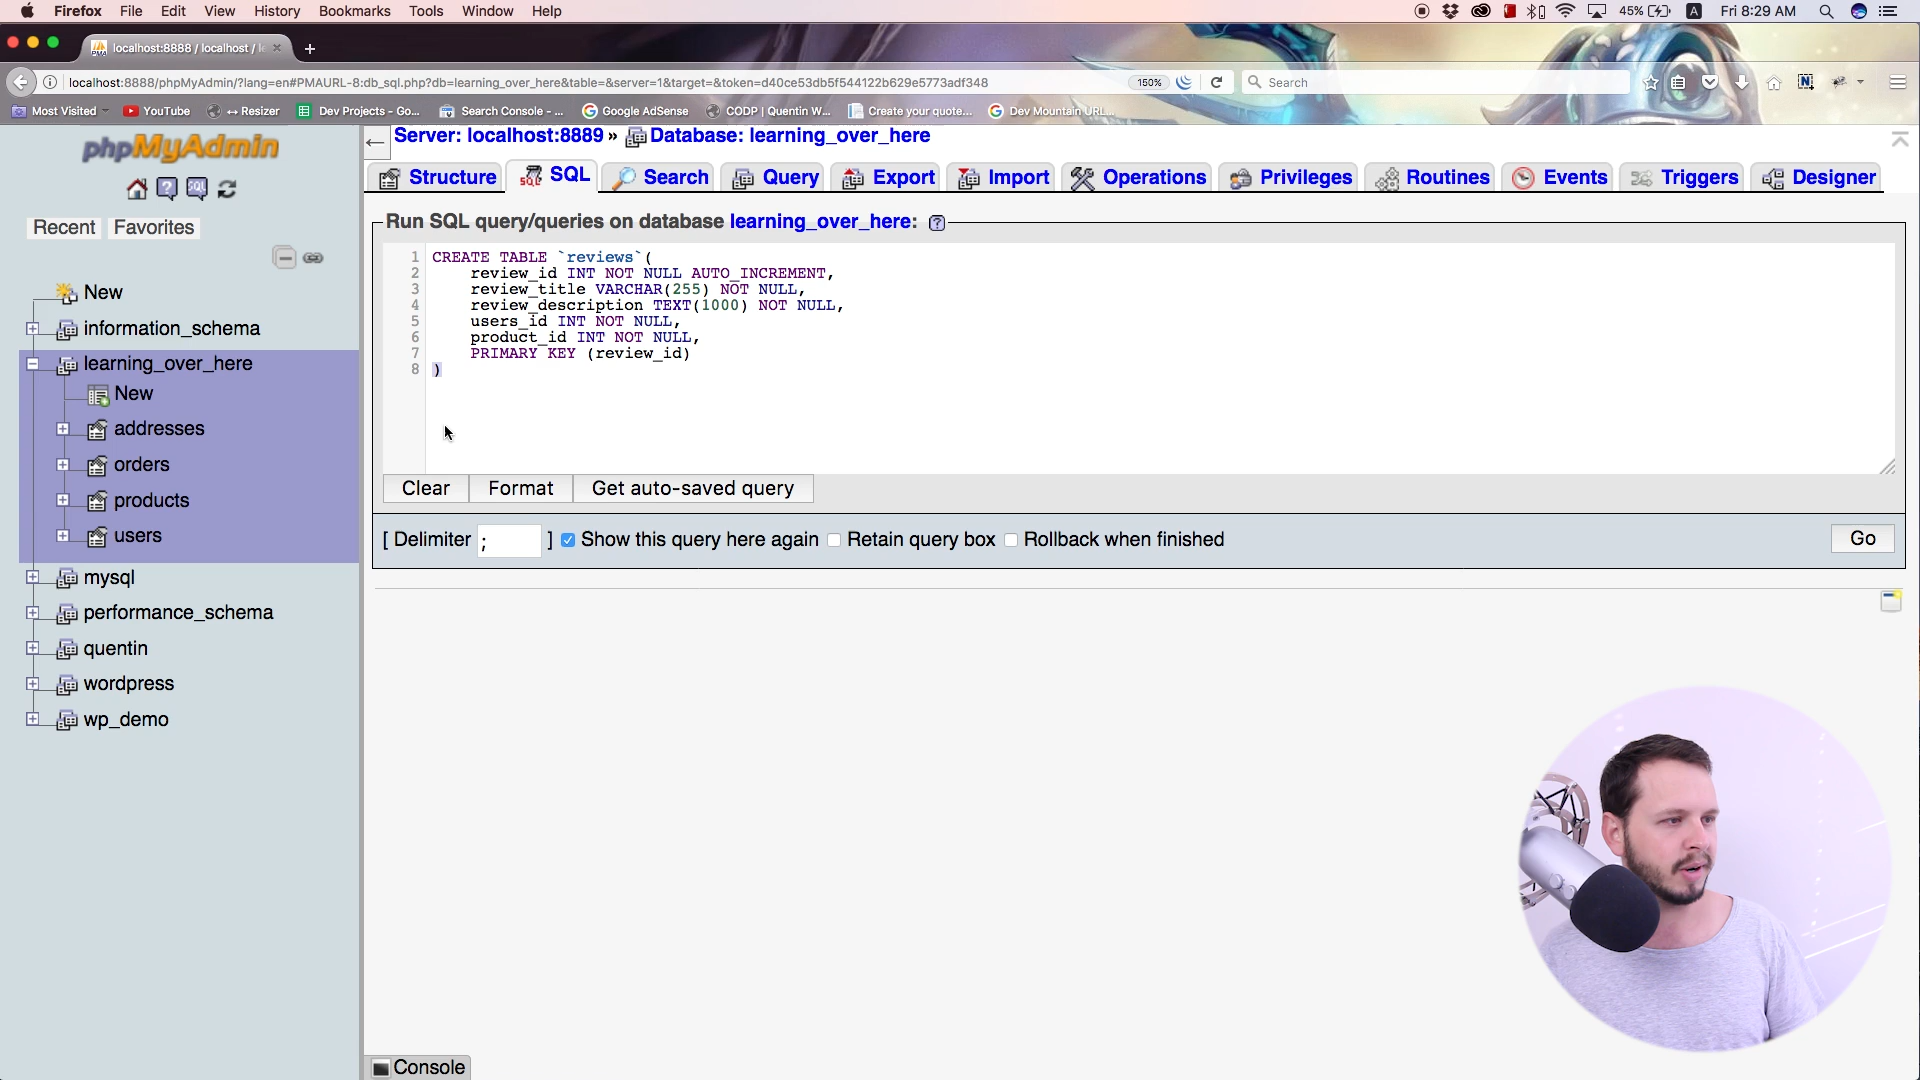 Firefox File Edit View History Bookmarks Tools Window Help 45% A Fri 8:29 AM
localhost:8888 / localhost / l
localhost:8888/phpMyAdmin/?lang=en#PMAURL-8:db_sql.php?db=learning_over_here&table=&server=1&target=&token=d40ce53db5f544122b629e5773adf348 150% Search
Most Visited YouTube ↔ Resizer Dev Projects - Go... Search Console - ... Google AdSense CODP | Quentin W... Create your quote... Dev Mountain URL...
phpMyAdmin
Recent Favorites
New
information_schema
learning_over_here
New
addresses
orders
products
users
mysql
performance_schema
quentin
wordpress
wp_demo
Server: localhost:8889 » Database: learning_over_here
Structure SQL Search Query Export Import Operations Privileges Routines Events Triggers Designer
Run SQL query/queries on database learning_over_here:
1 CREATE TABLE `reviews`(
2 review_id INT NOT NULL AUTO_INCREMENT,
3 review_title VARCHAR(255) NOT NULL,
4 review_description TEXT(1000) NOT NULL,
5 users_id INT NOT NULL,
6 product_id INT NOT NULL,
7 PRIMARY KEY (review_id)
8 )
Clear Format Get auto-saved query
[ Delimiter ; ] Show this query here again Retain query box Rollback when finished Go
Console